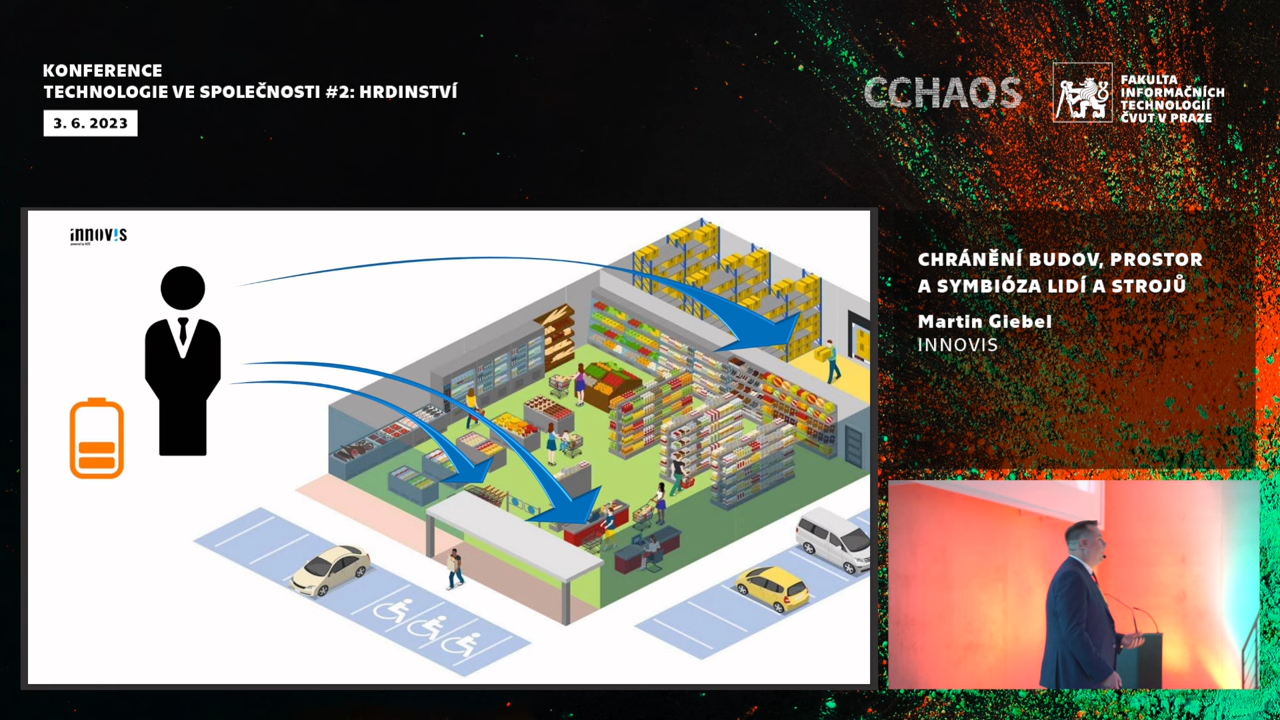 KONFERENCE
TECHNOLOGIE VE SPOLEČNOSTI #2: HRDINSTVÍ
3. 6. 2023
CCHAOS
FAKULTA
INFORMAČNÍCH
TECHNOLOGIÍ
ČVUT V PRAZE
innovis
CHRÁNĚNÍ BUDOV, PROSTOR
A SYMBIÓZA LIDÍ A STROJŮ
Martin Giebel
INNOVIS